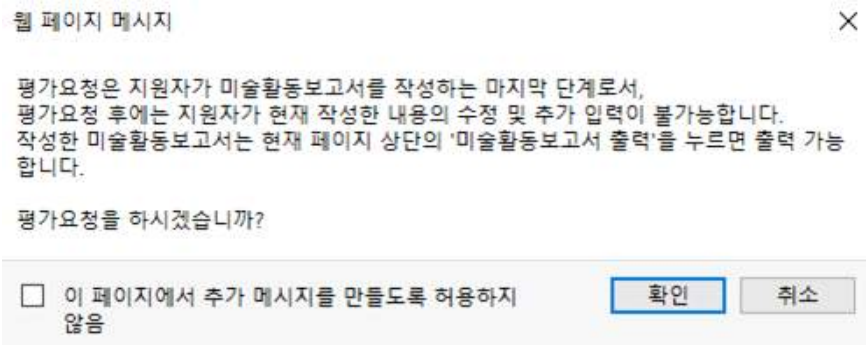 웹 페이지 메시지
평가요청은 지원자가 미술활동보고서를 작성하는 마지막 단계로서,
평가요청 후에는 지원자가 현재 작성한 내용의 수정 및 추가 입력이 불가능합니다.
작성한 미술활동보고서는 현재 페이지 상단의 '미술활동보고서 출력'을 누르면 출력 가능
합니다.
평가요청을 하시겠습니까?
이 페이지에서 추가 메시지를 만들도록 허용하지
않음
확인
취소